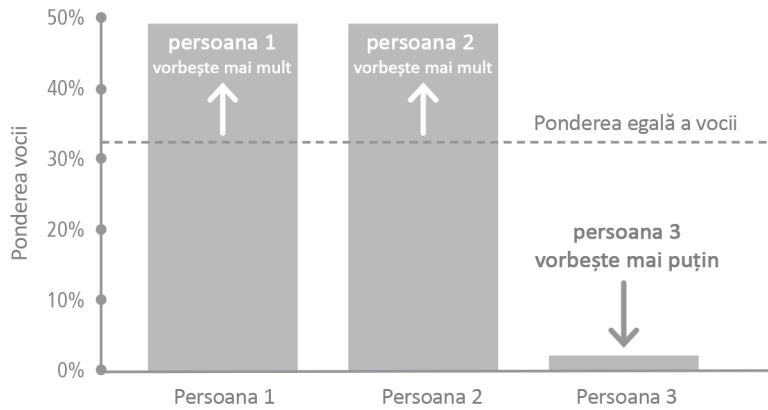 50%
40%
30%
20%
10%
0%
Ponderea vocii
persoana 1
vorbește mai mult
persoana 2
vorbește mai mult
Ponderea egală a vocii
persoana 3
vorbește mai puțin
Persoana 1
Persoana 2
Persoana 3